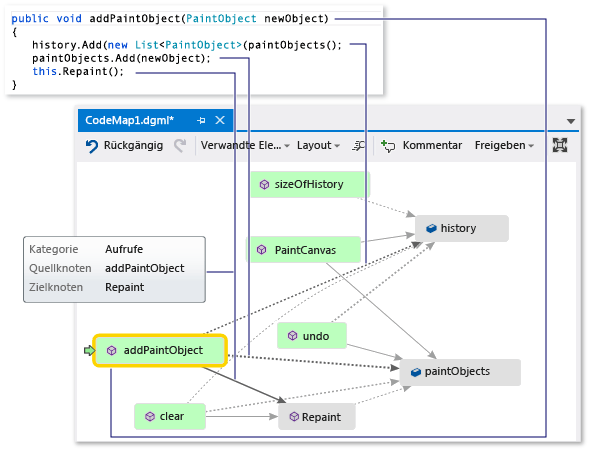 public void addPaintObject(PaintObject newObject)
{
history.Add(new List<PaintObject>(paintObjects();
paintObjects.Add(newObject);
this.Repaint();
}
CodeMap1.dgml*
Rückgängig Verwandte Ele... Layout Kommentar Freigeben
sizeOfHistory
history
Kategorie Aufrufe
Quellknoten addPaintObject
Zielknoten Repaint
PaintCanvas
undo
addPaintObject
paintObjects
clear
Repaint